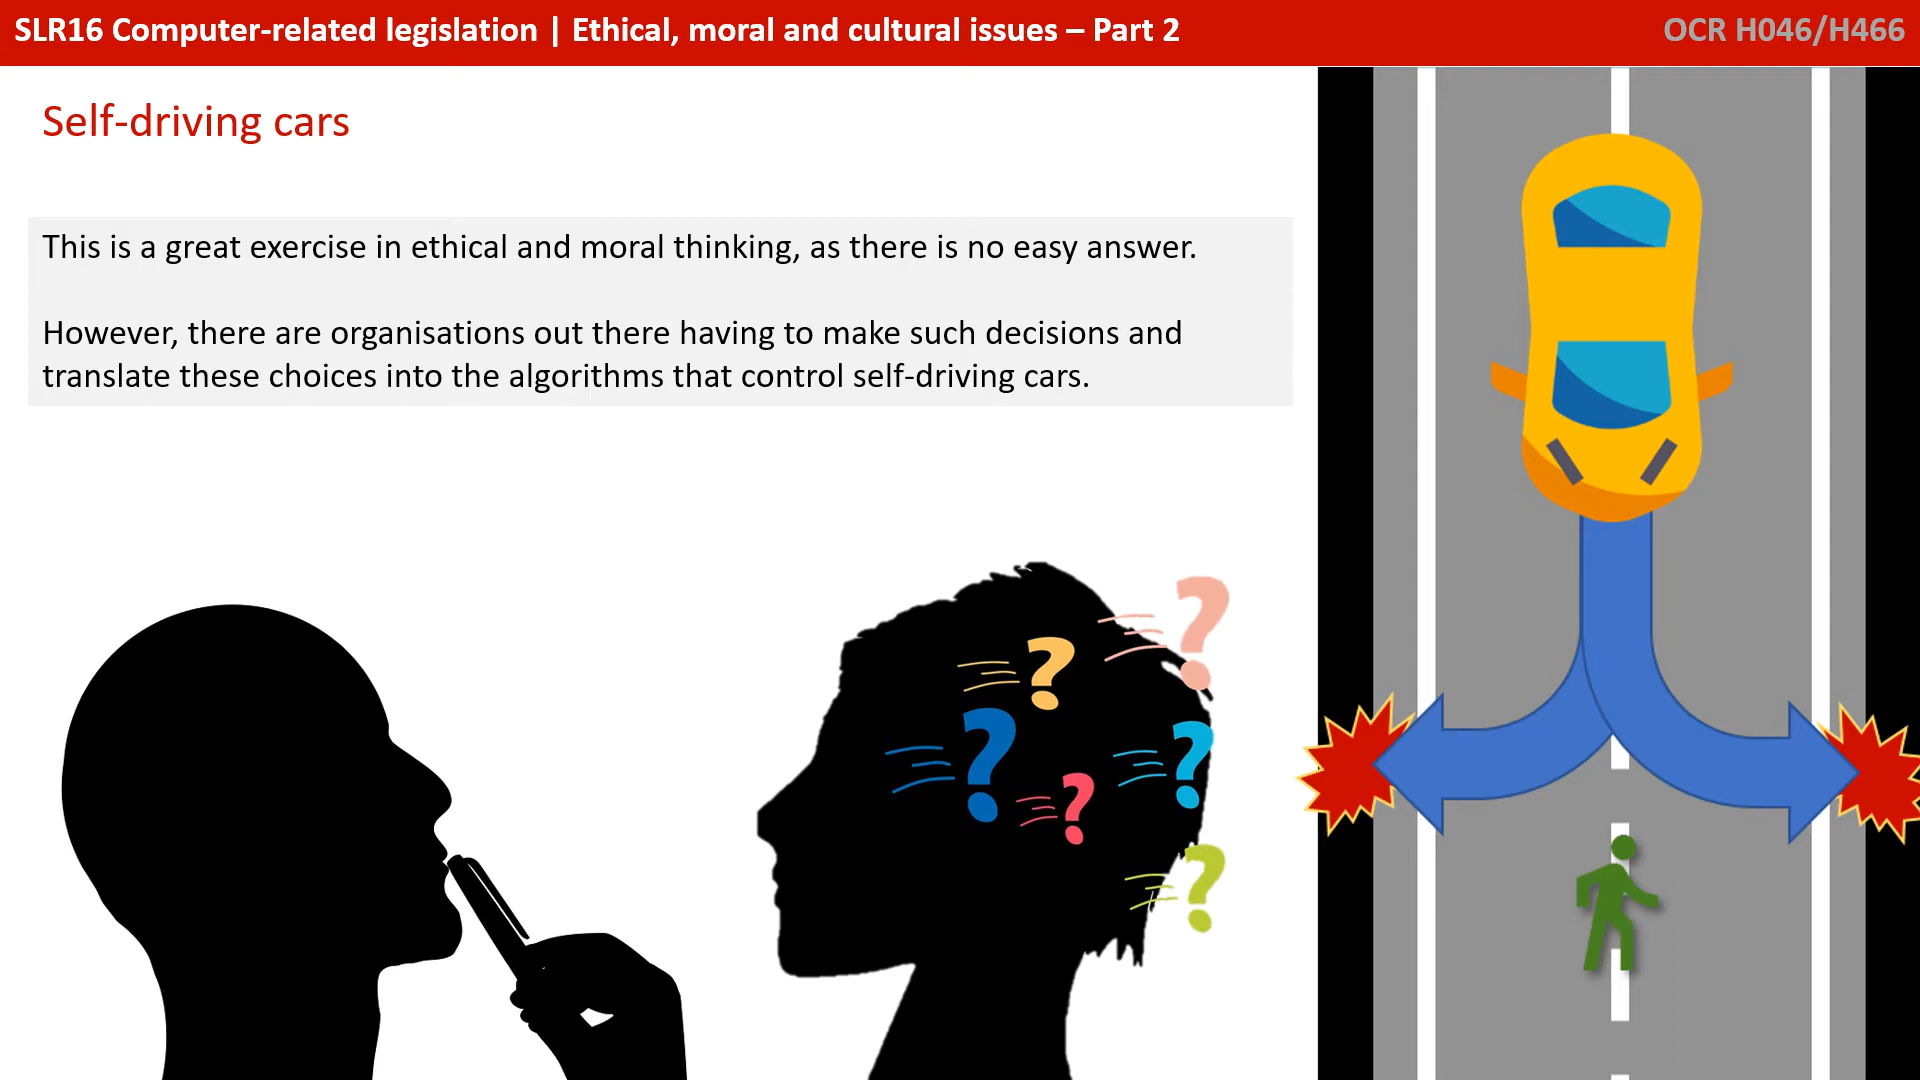 SLR16 Computer-related legislation | Ethical, moral and cultural issues – Part 2
OCR H046/H466
Self-driving cars
This is a great exercise in ethical and moral thinking, as there is no easy answer.
However, there are organisations out there having to make such decisions and
translate these choices into the algorithms that control self-driving cars.
?
?
?
?
?
?